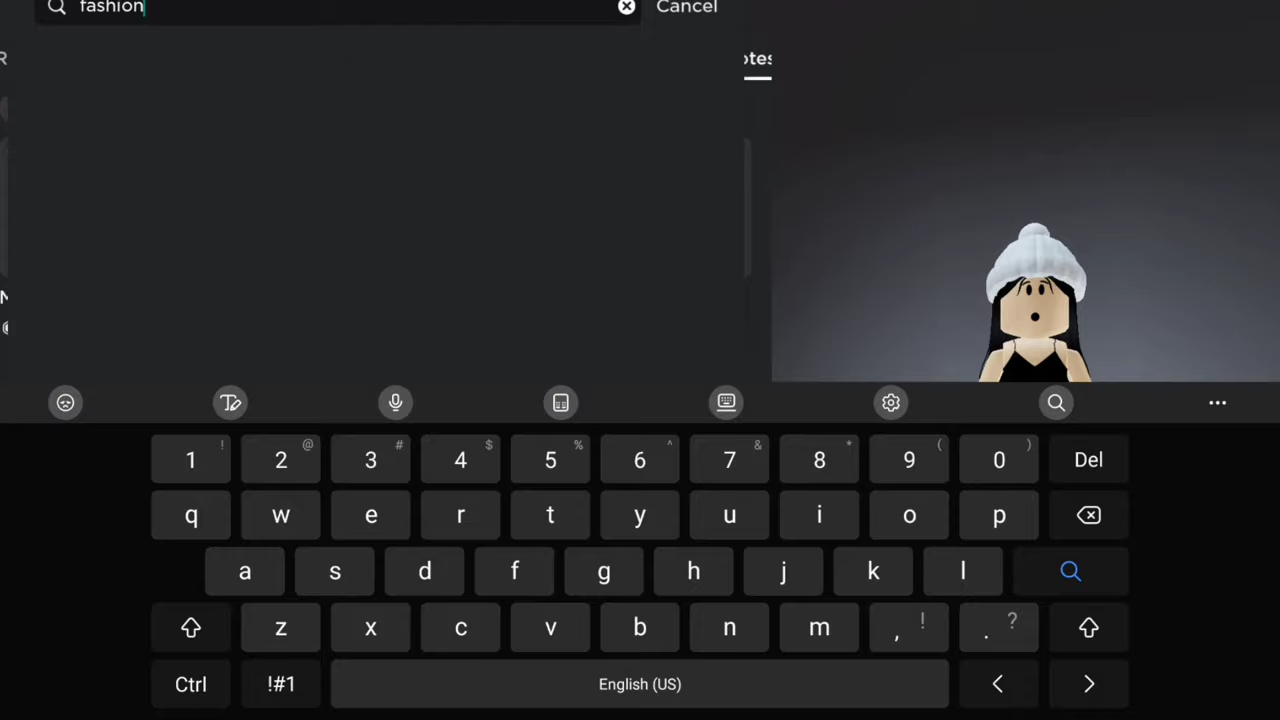 fashion Cancel
R otes
N
! @ # $ % ^ & * ( )
1 2 3 4 5 6 7 8 9 0 Del
q w e r t y u i o p
a s d f g h j k l
z x c v b n m , ! . ?
Ctrl !#1 English (US) < >